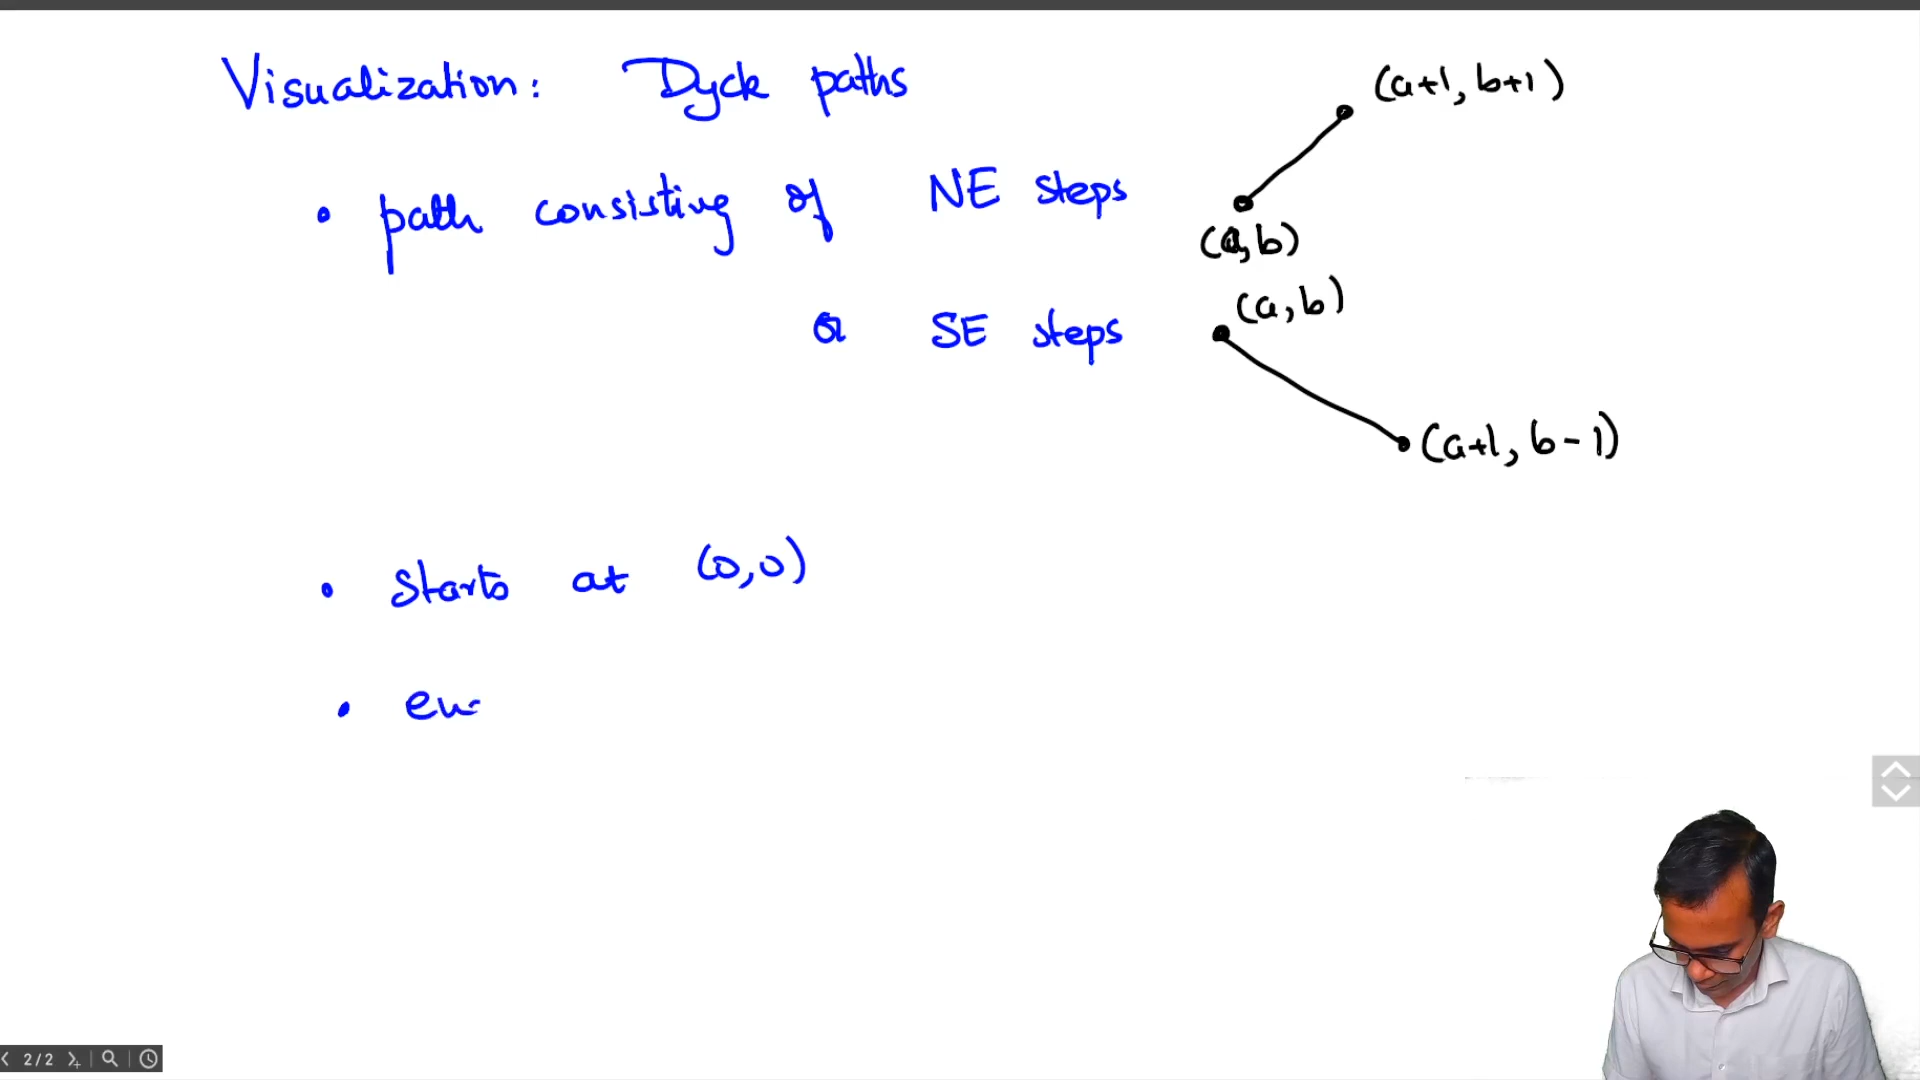 Visualization: Dyck paths
(a+1, b+1)
• path consisting of NE steps
(a,b)
(a,b)
or SE steps
(a+1, b-1)
• starts at (0,0)
• en
2/2